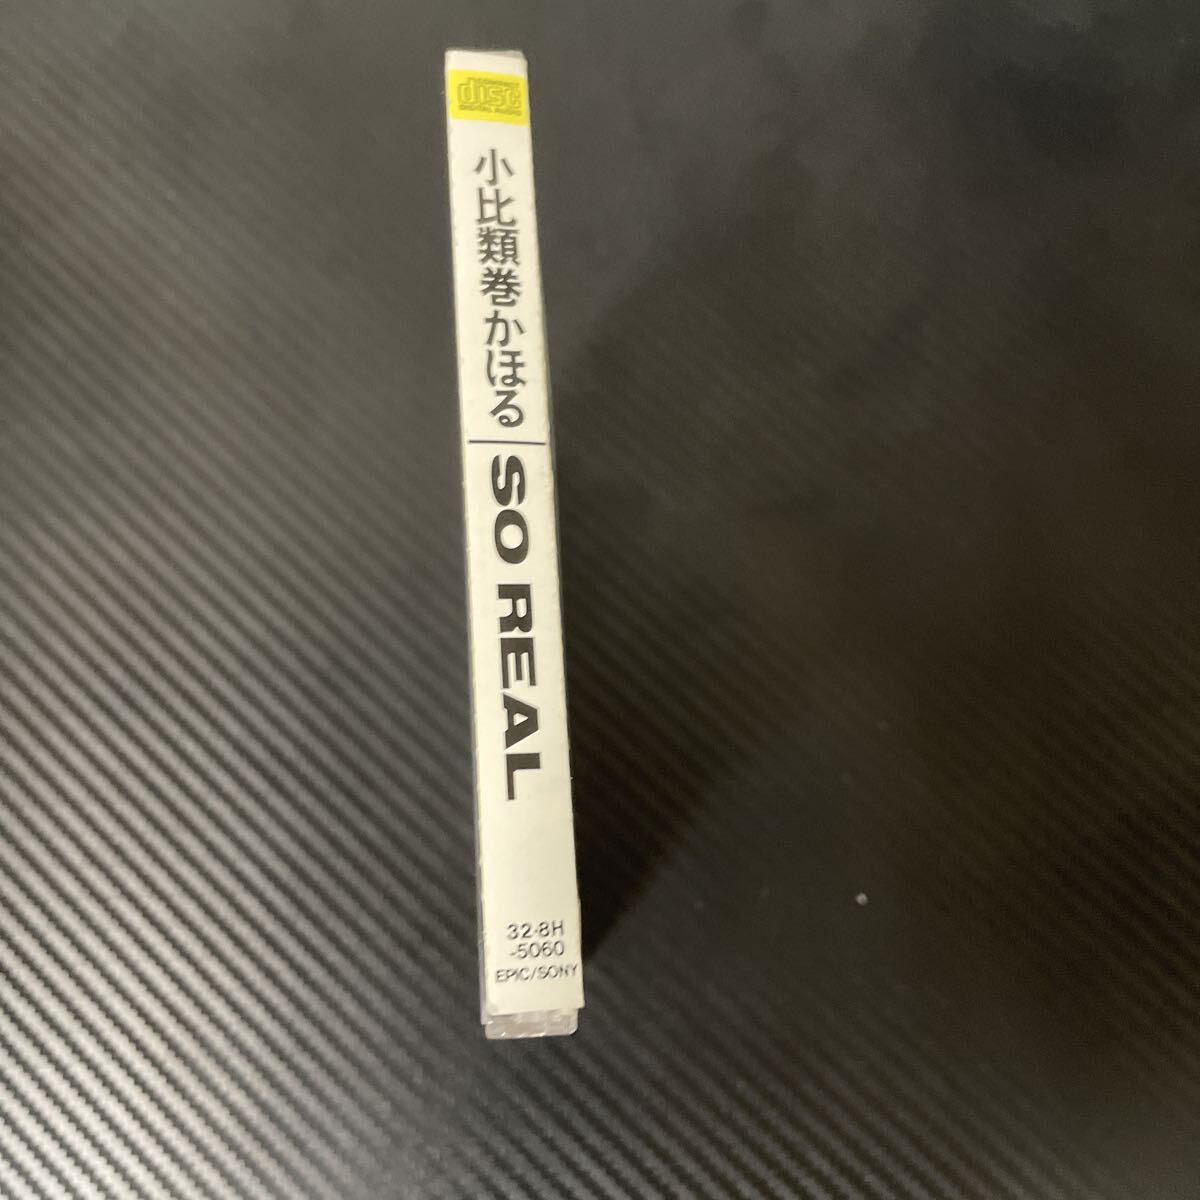 COMPACT
disc
DIGITAL AUDIO
小比類巻かほる
SO REAL
32·8H
-5060
EPIC/SONY